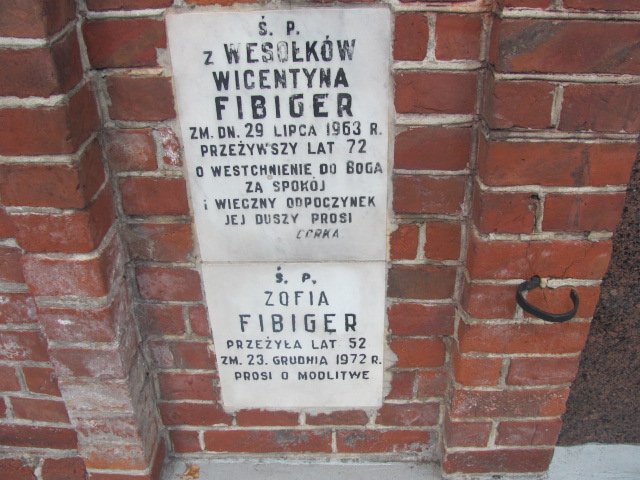 Ś. P.
z WESOŁKÓW
WICENTYNA
FIBIGER
ZM. DN. 29 LIPCA 1963 R.
PRZEŻYWSZY LAT 72
O WESTCHNIENIE DO BOGA
ZA SPOKÓJ
I WIECZNY ODPOCZYNEK
JEJ DUSZY PROSI
CÓRKA
Ś. P.
ZOFIA
FIBIGER
PRZEŻYŁA LAT 52
ZM. 23. GRUDNIA 1972 R.
PROSI O MODLITWE